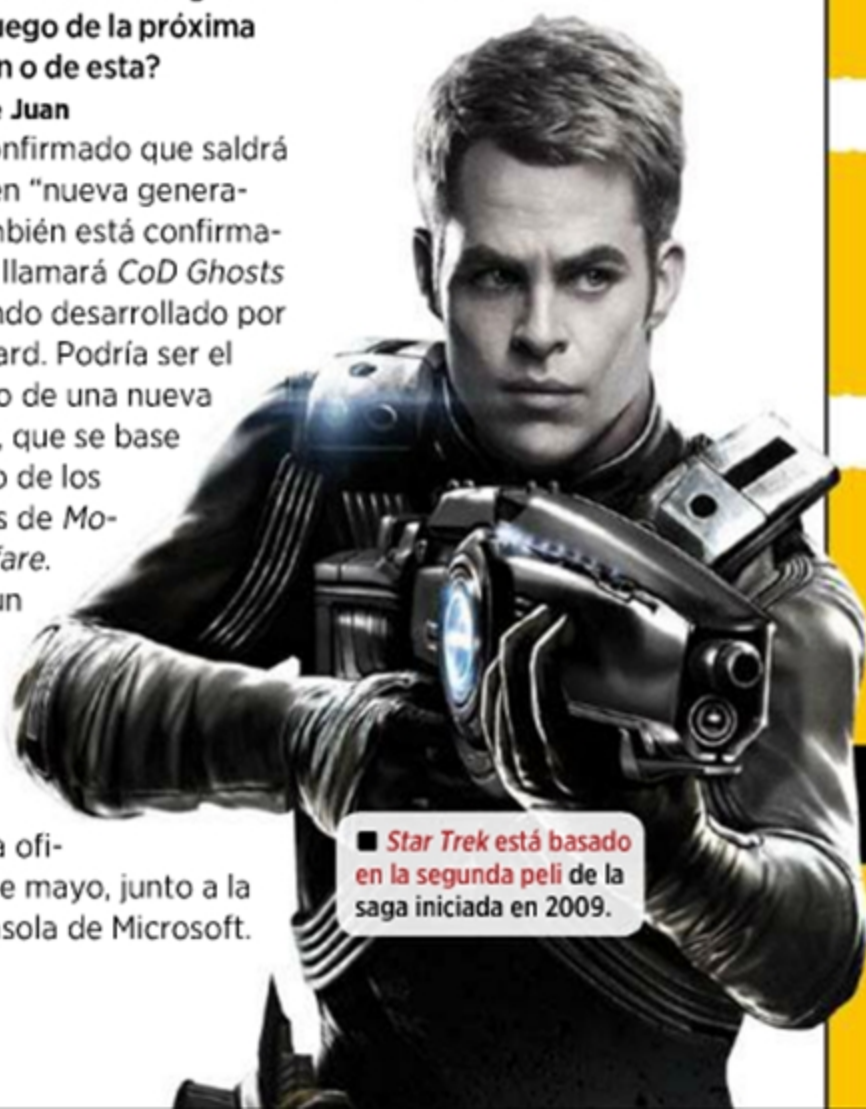 uego de la próxima
n o de esta?
e Juan
onfirmado que saldrá
en “nueva genera-
mbién está confirma-
llamará CoD Ghosts
ndo desarrollado por
ard. Podría ser el
o de una nueva
, que se base
o de los
s de Mo-
fare.
un
a ofi-
e mayo, junto a la
sola de Microsoft.
■ Star Trek está basado
en la segunda peli de la
saga iniciada en 2009.